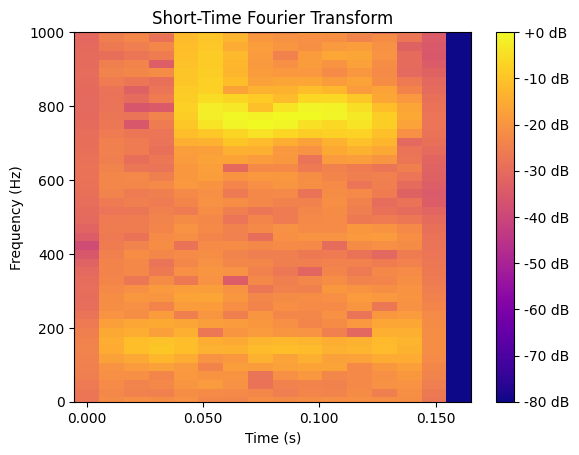 Short-Time Fourier Transform
1000
800
600
400
200
0
Frequency (Hz)
0.000
0.050
0.100
0.150
Time (s)
+0 dB
-10 dB
-20 dB
-30 dB
-40 dB
-50 dB
-60 dB
-70 dB
-80 dB